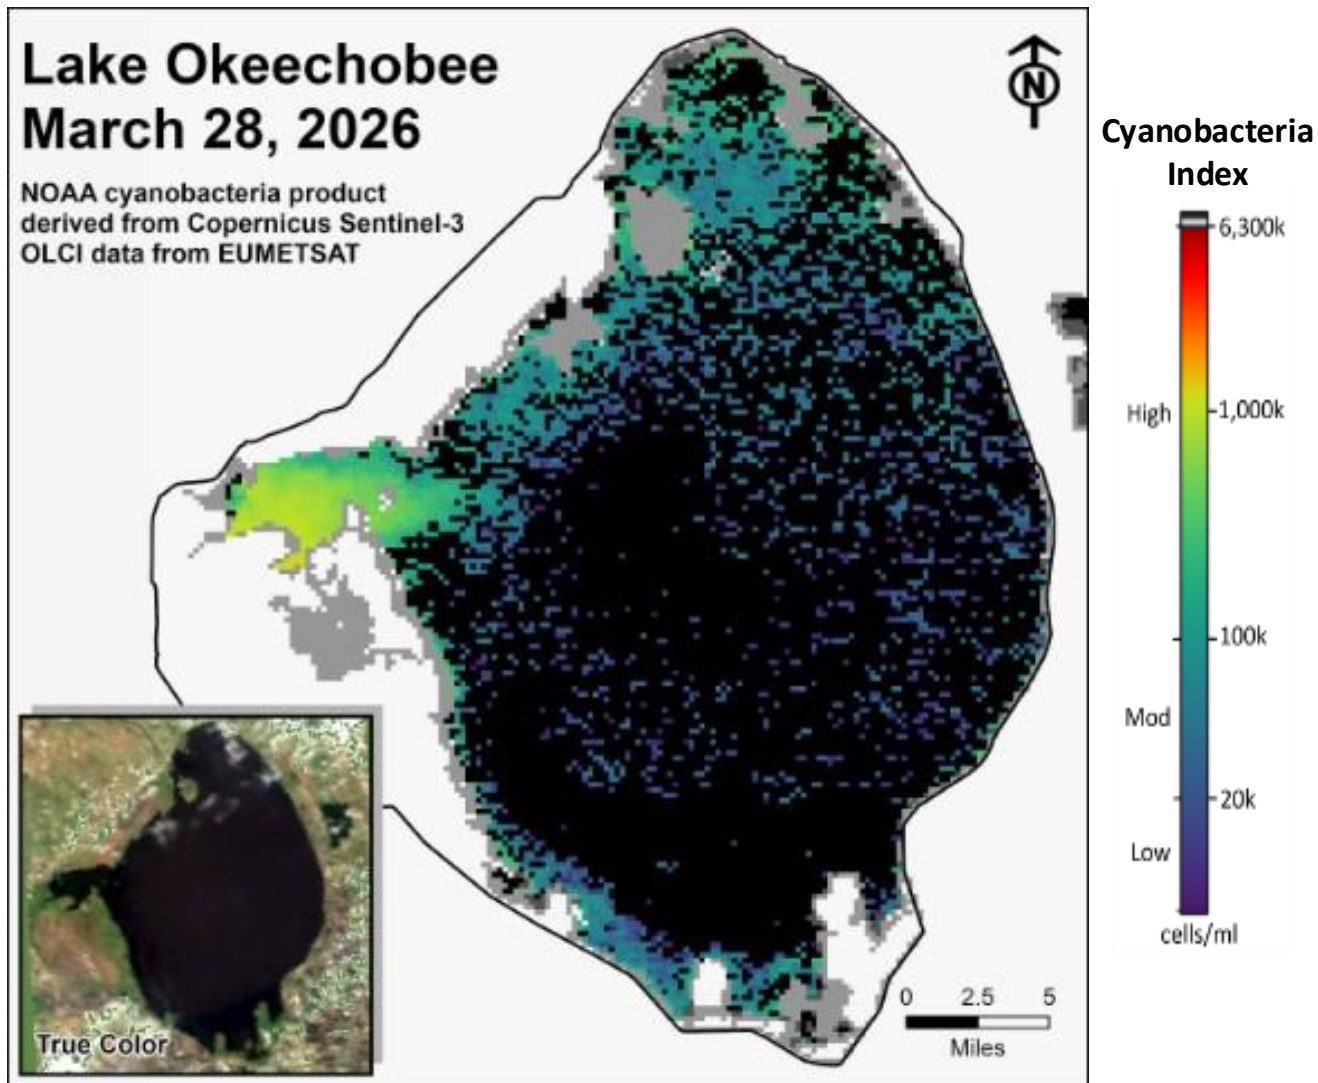 Lake Okeechobee
March 28, 2026
NOAA cyanobacteria product
derived from Copernicus Sentinel-3
OLCI data from EUMETSAT
N
Cyanobacteria
Index
6,300k
High
1,000k
100k
Mod
20k
Low
cells/ml
0 2.5 5
Miles
True Color